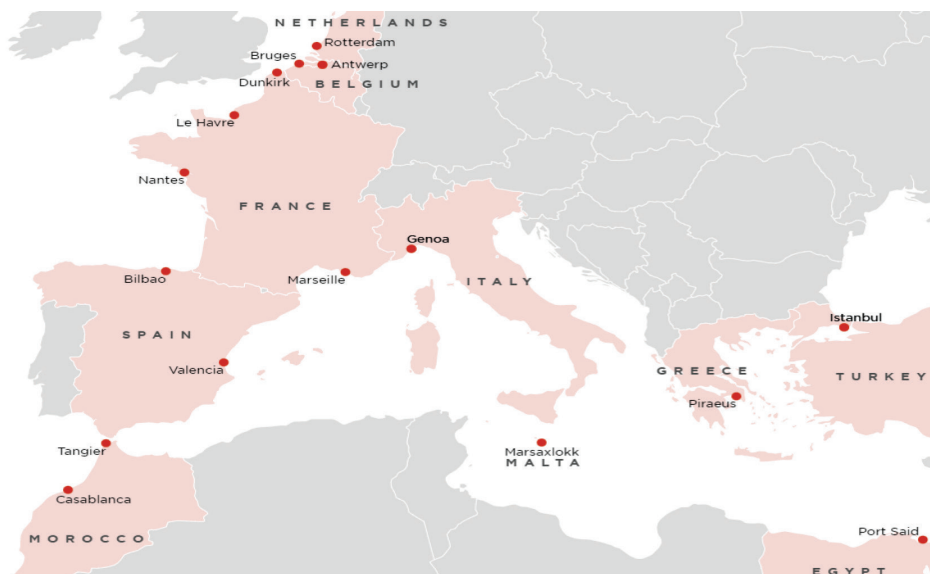 NETHERLANDS
Rotterdam
Bruges
Antwerp
Dunkirk
BELGIUM
Le Havre
Nantes
FRANCE
Genoa
Bilbao
Marseille
ITALY
Istanbul
SPAIN
Valencia
GREECE
TURKEY
Piraeus
Tangier
Marsaxlokk
MALTA
Casablanca
Port Said
MOROCCO
EGYPT